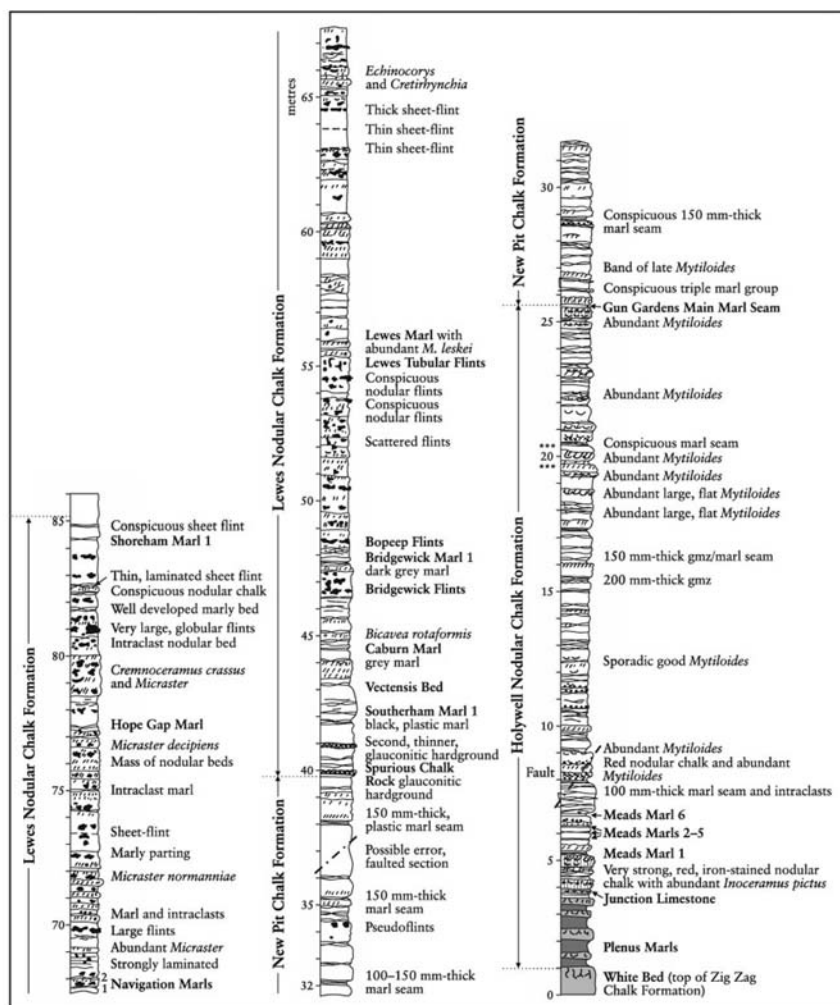 Lewes Nodular Chalk Formation
85
80
75
70
Conspicuous sheet flint
Shoreham Marl 1
Thin, laminated sheet flint
Conspicuous nodular chalk
Well developed marly bed
Very large, globular flints
Intraclast nodular bed
Cremnoceramus crassus
and Micraster
Hope Gap Marl
Micraster decipiens
Mass of nodular beds
Intraclast marl
Sheet-flint
Marly parting
Micraster normanniae
Marl and intraclasts
Large flints
Abundant Micraster
Strongly laminated
2
1
Navigation Marls
metres
Lewes Nodular Chalk Formation
New Pit Chalk Formation
65
60
55
50
45
40
35
32
Echinocorys
and Cretirhynchia
Thick sheet-flint
Thin sheet-flint
Thin sheet-flint
Lewes Marl with
abundant M. leskei
Lewes Tubular Flints
Conspicuous
nodular flints
Conspicuous
nodular flints
Scattered flints
Bopeep Flints
Bridgewick Marl 1
dark grey marl
Bridgewick Flints
Bicavea rotaformis
Caburn Marl
grey marl
Vectensis Bed
Southerham Marl 1
black, plastic marl
Second, thinner,
glauconitic hardground
Spurious Chalk
Rock glauconitic
hardground
150 mm-thick,
plastic marl seam
Possible error,
faulted section
150 mm-thick
marl seam
Pseudoflints
100–150 mm-thick
marl seam
New Pit Chalk Formation
Holywell Nodular Chalk Formation
30
25
***
20
***
15
10
Fault
5
0
Conspicuous 150 mm-thick
marl seam
Band of late Mytiloides
Conspicuous triple marl group
Gun Gardens Main Marl Seam
Abundant Mytiloides
Abundant Mytiloides
Conspicuous marl seam
Abundant Mytiloides
Abundant Mytiloides
Abundant large, flat Mytiloides
Abundant large, flat Mytiloides
150 mm-thick gmz/marl seam
200 mm-thick gmz
Sporadic good Mytiloides
Abundant Mytiloides
Red nodular chalk and abundant
Mytiloides
100 mm-thick marl seam and intraclasts
Meads Marl 6
Meads Marls 2–5
Meads Marl 1
Very strong, red, iron-stained nodular
chalk with abundant Inoceramus pictus
Junction Limestone
Plenus Marls
White Bed (top of Zig Zag
Chalk Formation)